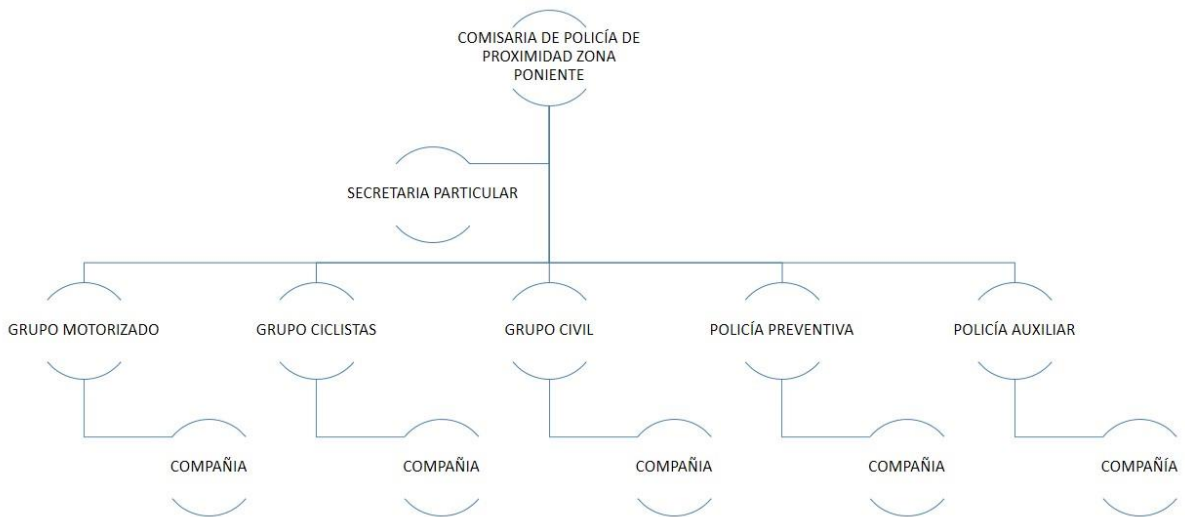 COMISARIA DE POLICÍA DE
PROXIMIDAD ZONA
PONIENTE
SECRETARIA PARTICULAR
GRUPO MOTORIZADO
GRUPO CICLISTAS
GRUPO CIVIL
POLICÍA PREVENTIVA
POLICÍA AUXILIAR
COMPAÑIA
COMPAÑIA
COMPAÑIA
COMPAÑIA
COMPAÑÍA